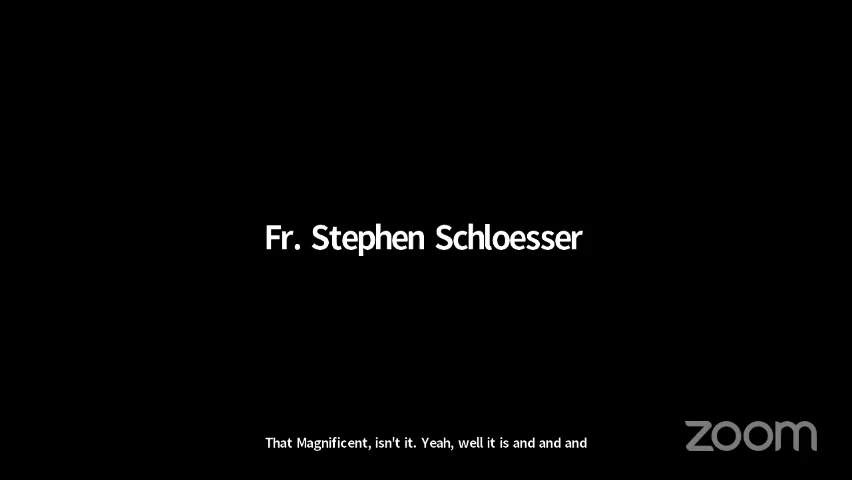 Fr. Stephen Schloesser
That Magnificent, isn't it. Yeah, well it is and and and
zoom